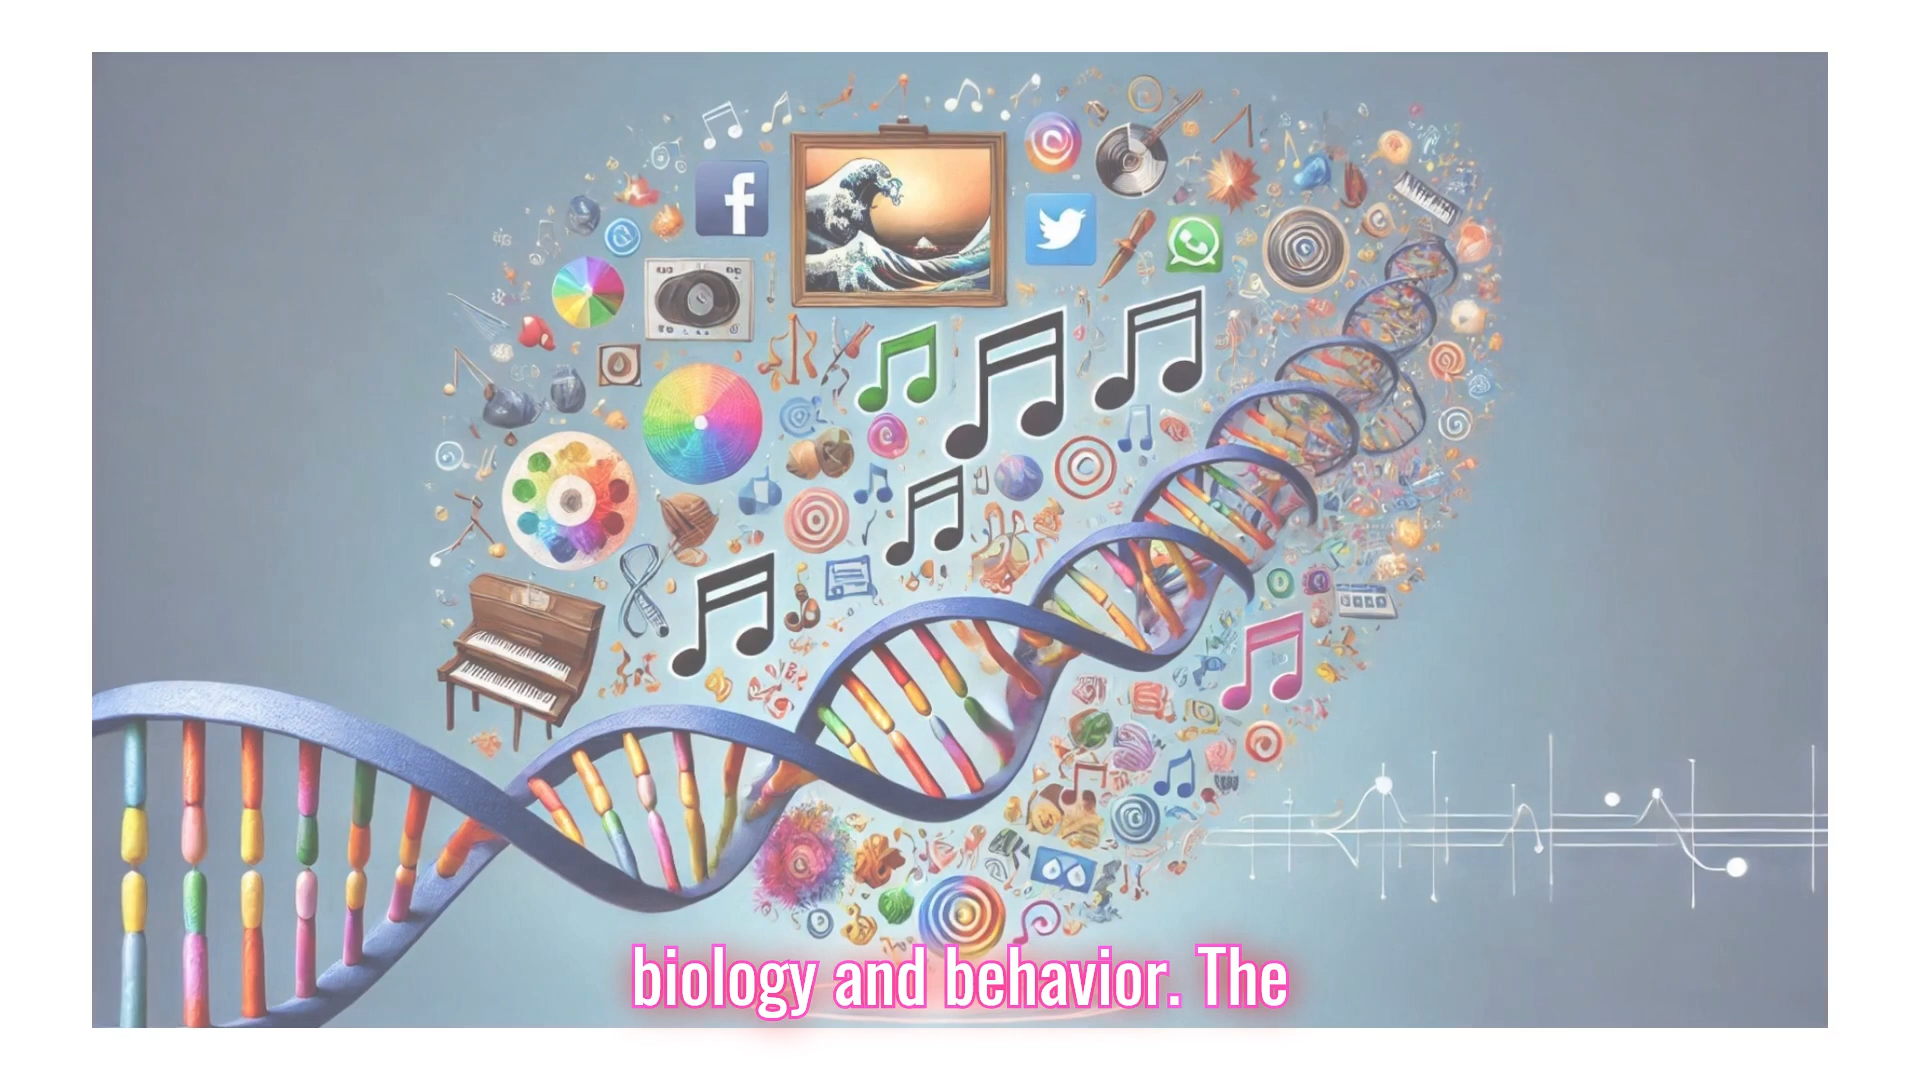 f
biology and behavior. The